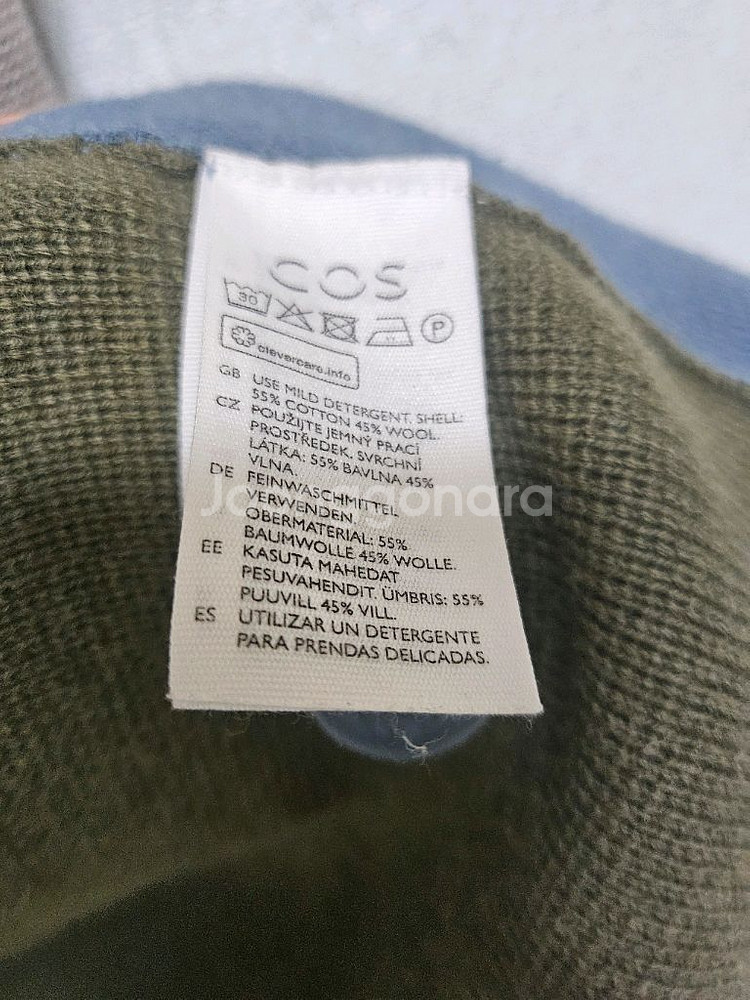 COS
30
P
clevercare.info
GB USE MILD DETERGENT. SHELL:
55% COTTON 45% WOOL.
CZ POUŽIJTE JEMNÝ PRACÍ
PROSTŘEDEK. SVRCHNÍ
LÁTKA: 55% BAVLNA 45%
VLNA.
DE FEINWASCHMITTEL
VERWENDEN.
OBERMATERIAL: 55%
BAUMWOLLE 45% WOLLE.
EE KASUTA MAHEDAT
PESUVAHENDIT. ÜMBRIS: 55%
PUUVILL 45% VILL.
ES UTILIZAR UN DETERGENTE
PARA PRENDAS DELICADAS.